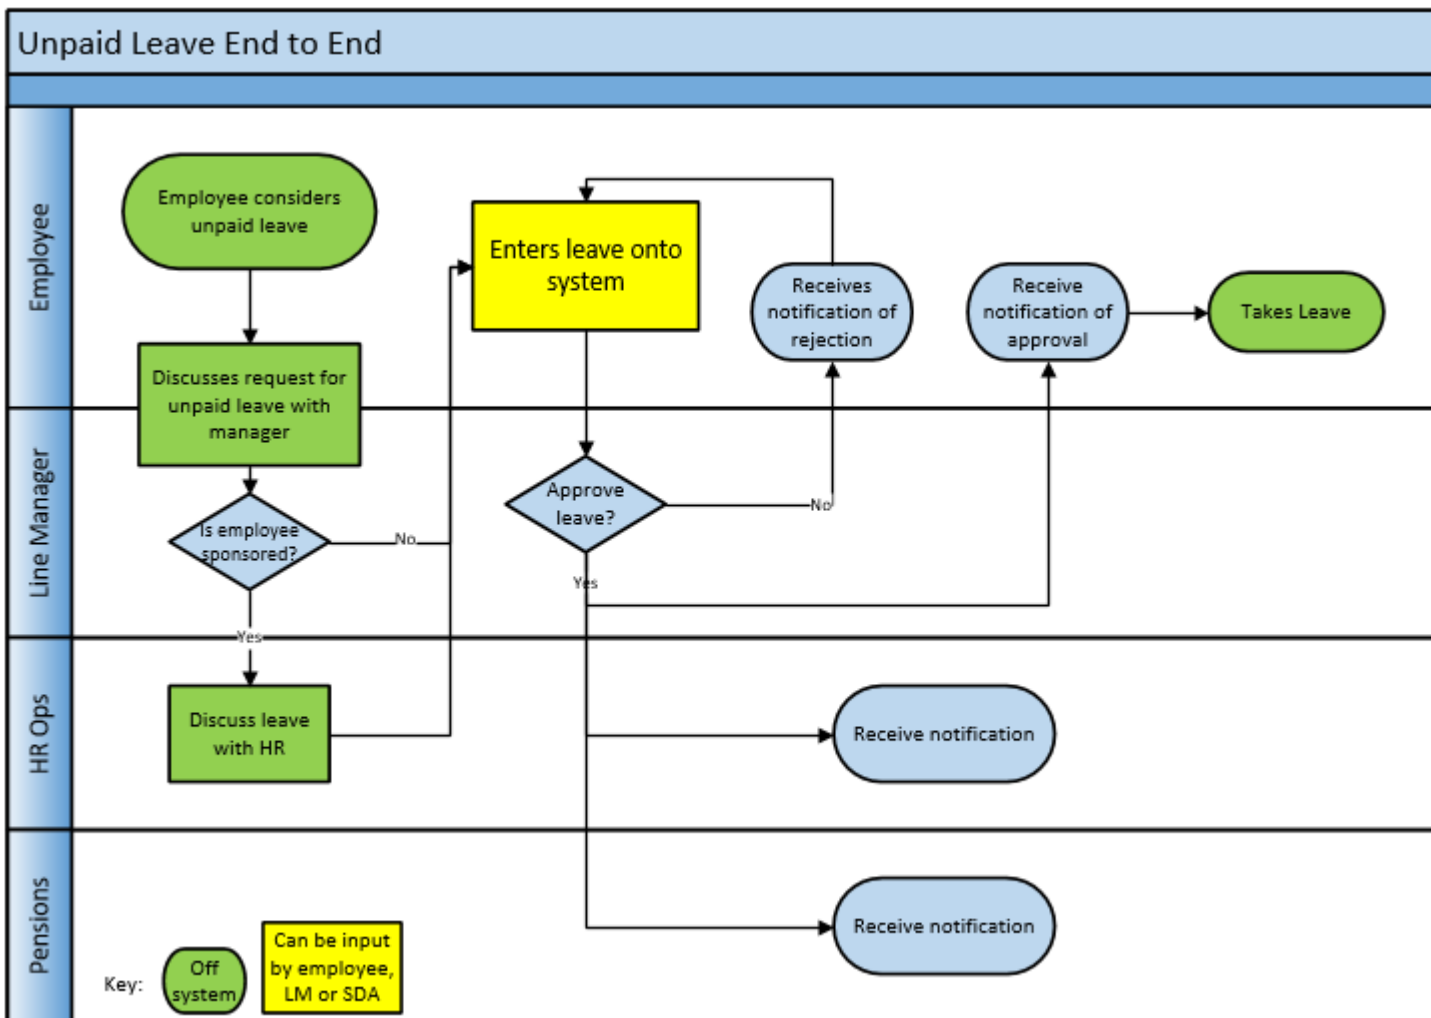 Unpaid Leave End to End
Employee
Employee considers
unpaid leave
Enters leave onto
system
Receives
notification of
rejection
Receive
notification of
approval
Takes Leave
Discusses request for
unpaid leave with
manager
Line Manager
Is employee
sponsored?
No
Yes
Approve
leave?
No
Yes
HR Ops
Discuss leave
with HR
Receive notification
Pensions
Receive notification
Key:
Off
system
Can be input
by employee,
LM or SDA